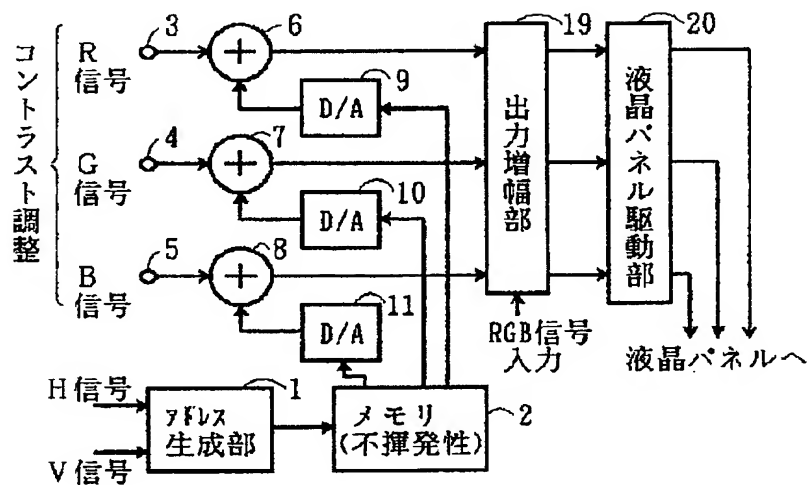 コントラスト調整
R
信号
3
6
19
20
9
D/A
G
信号
4
7
10
D/A
B
信号
5
8
11
D/A
出力増幅部
液晶パネル駆動部
RGB信号
入力
液晶パネルへ
H信号
V信号
1
アドレス
生成部
メモリ
(不揮発性)
2